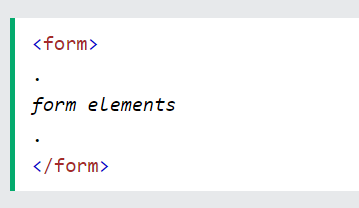 <form>
.
form elements
.
</form>